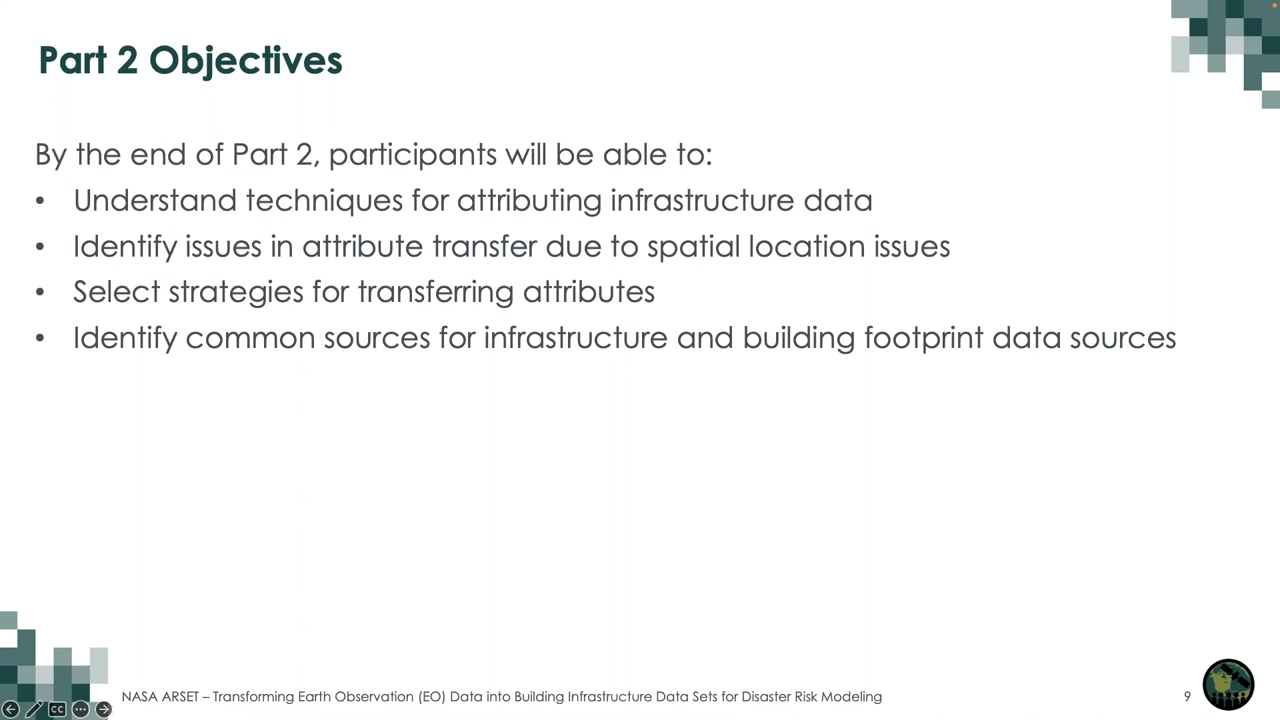 Part 2 Objectives
By the end of Part 2, participants will be able to:
• Understand techniques for attributing infrastructure data
• Identify issues in attribute transfer due to spatial location issues
• Select strategies for transferring attributes
• Identify common sources for infrastructure and building footprint data sources
CC
NASA ARSET – Transforming Earth Observation (EO) Data into Building Infrastructure Data Sets for Disaster Risk Modeling
9